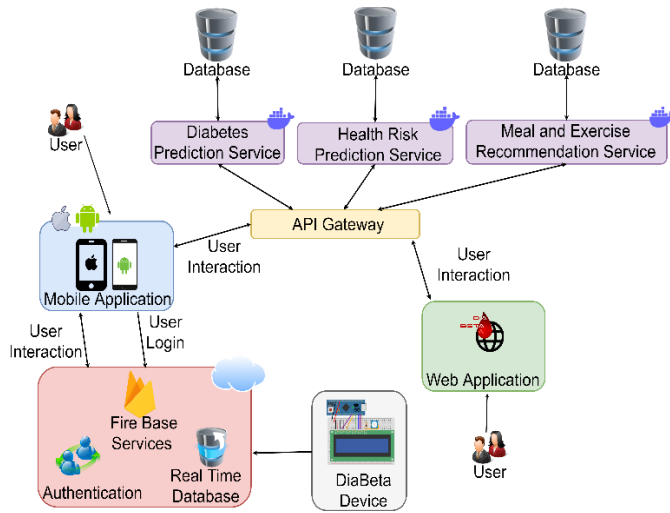 Database
Database
Database
User
Diabetes
Prediction Service
Health Risk
Prediction Service
Meal and Exercise
Recommendation Service
API Gateway
User
Interaction
User
Interaction
Mobile Application
User
Interaction
User
Login
Web Application
Fire Base
Services
Real Time
Database
Authentication
DiaBeta
Device
User